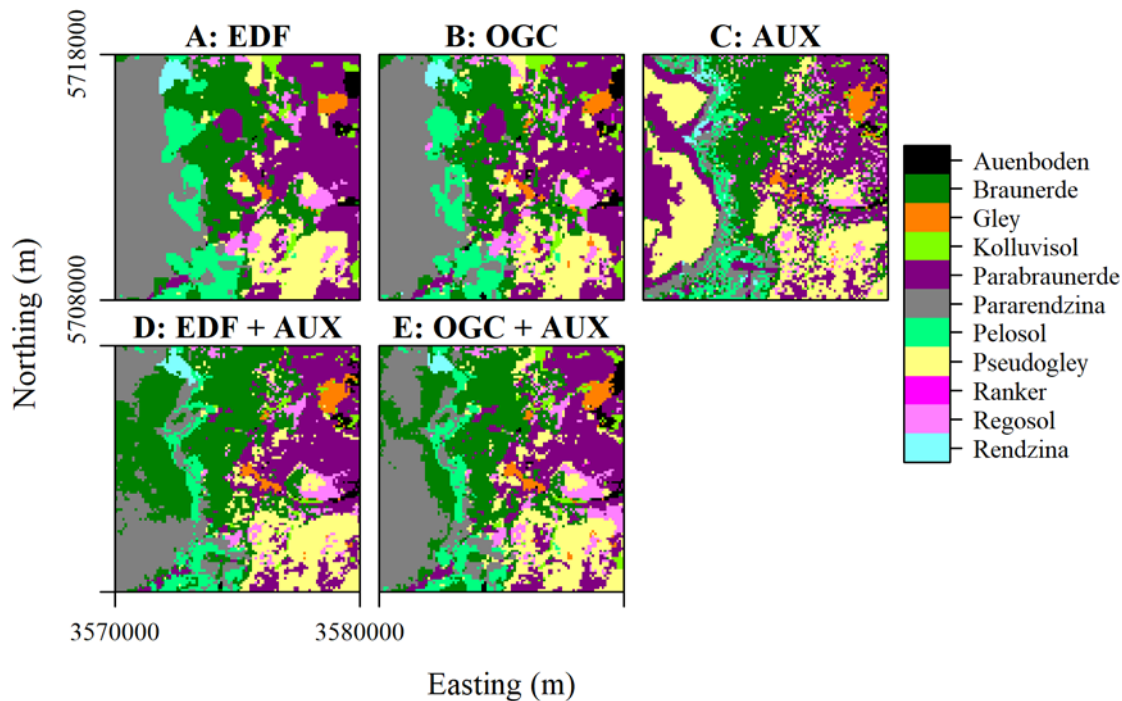 A: EDF
B: OGC
C: AUX
5718000
5708000
D: EDF + AUX
E: OGC + AUX
Northing (m)
3570000
3580000
Easting (m)
Auenboden
Braunerde
Gley
Kolluvisol
Parabraunerde
Pararendzina
Pelosol
Pseudogley
Ranker
Regosol
Rendzina